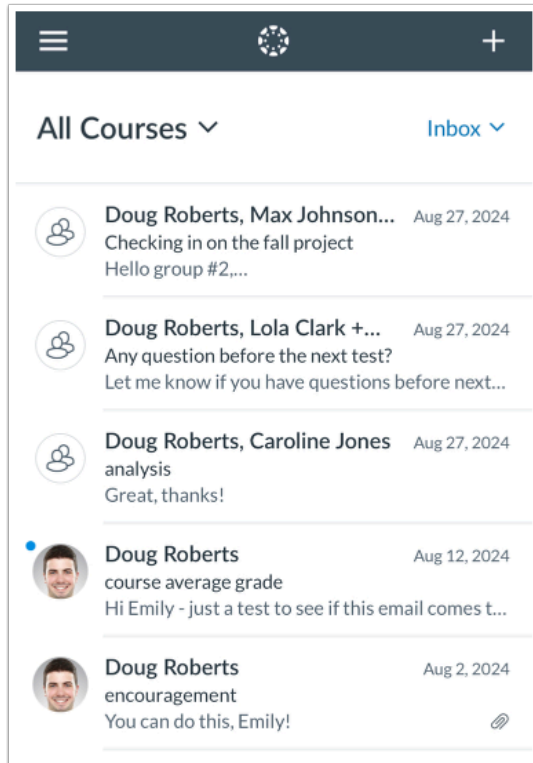 All Courses
Inbox
Doug Roberts, Max Johnson... Aug 27, 2024
Checking in on the fall project
Hello group #2,...
Doug Roberts, Lola Clark +... Aug 27, 2024
Any question before the next test?
Let me know if you have questions before next...
Doug Roberts, Caroline Jones Aug 27, 2024
analysis
Great, thanks!
Doug Roberts Aug 12, 2024
course average grade
Hi Emily - just a test to see if this email comes t...
Doug Roberts Aug 2, 2024
encouragement
You can do this, Emily!